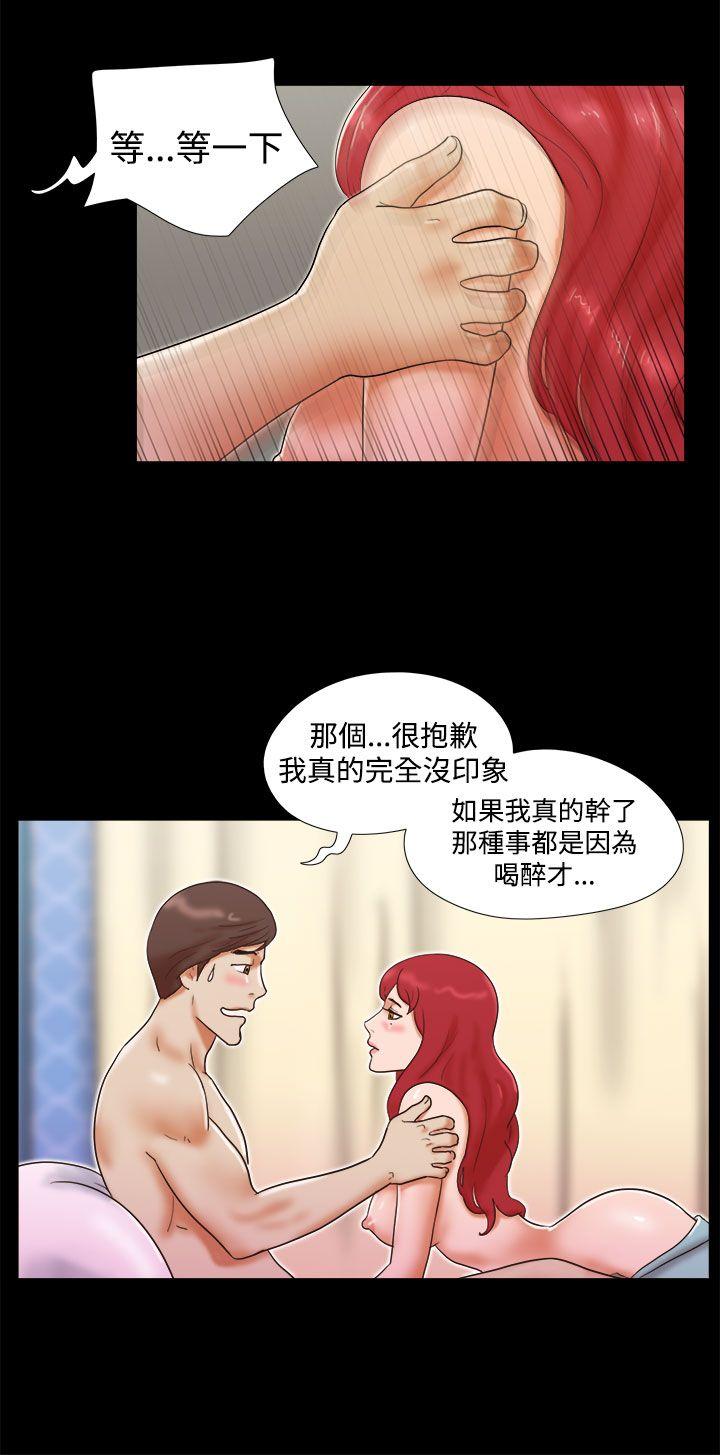 等…等一下
那個…很抱歉
我真的完全沒印象
如果我真的幹了
那種事都是因為
喝醉才…